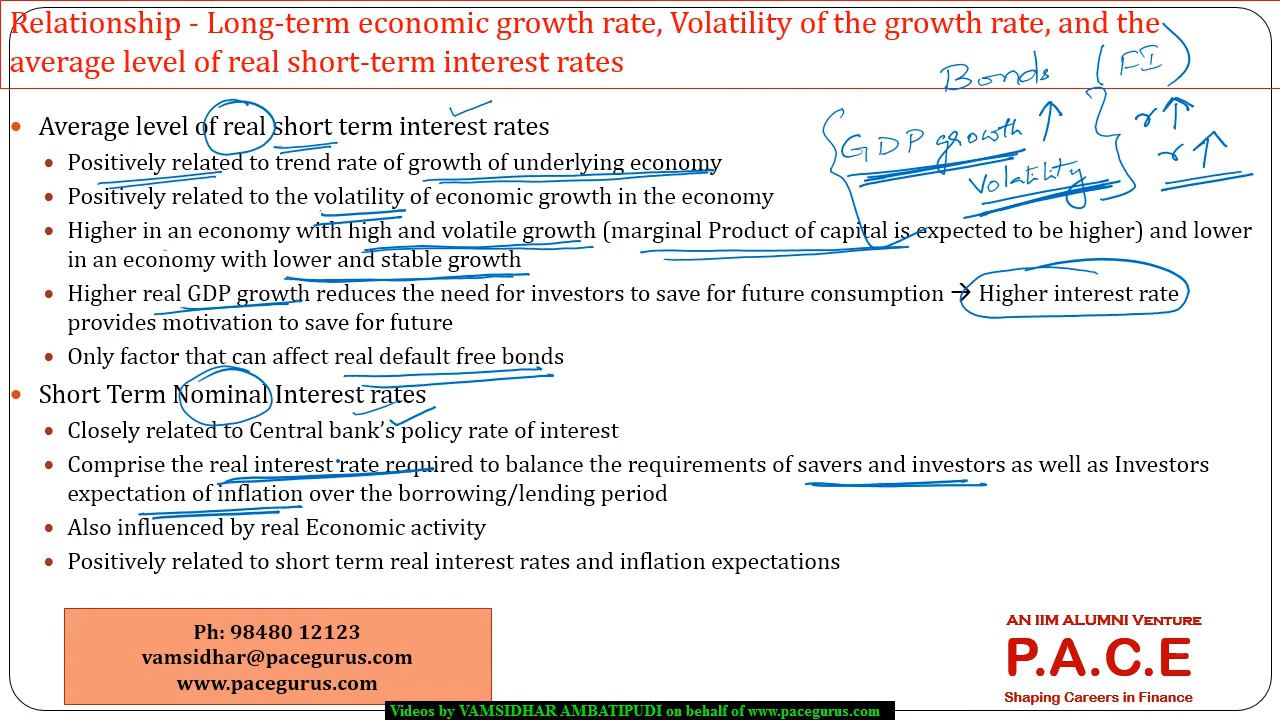 Relationship - Long-term economic growth rate, Volatility of the growth rate, and the
average level of real short-term interest rates
Bonds (FI)
GDP growth ↑ r↑
Volatility r↑
• Average level of real short term interest rates
• Positively related to trend rate of growth of underlying economy
• Positively related to the volatility of economic growth in the economy
• Higher in an economy with high and volatile growth (marginal Product of capital is expected to be higher) and lower
in an economy with lower and stable growth
• Higher real GDP growth reduces the need for investors to save for future consumption → Higher interest rate
provides motivation to save for future
• Only factor that can affect real default free bonds
• Short Term Nominal Interest rates
• Closely related to Central bank's policy rate of interest
• Comprise the real interest rate required to balance the requirements of savers and investors as well as Investors
expectation of inflation over the borrowing/lending period
• Also influenced by real Economic activity
• Positively related to short term real interest rates and inflation expectations
Ph: 98480 12123
vamsidhar@pacegurus.com
www.pacegurus.com
AN IIM ALUMNI VENTURE
P.A.C.E
Shaping Careers in Finance
Videos by VAMSIDHAR AMBATIPUDI on behalf of www.pacegurus.com